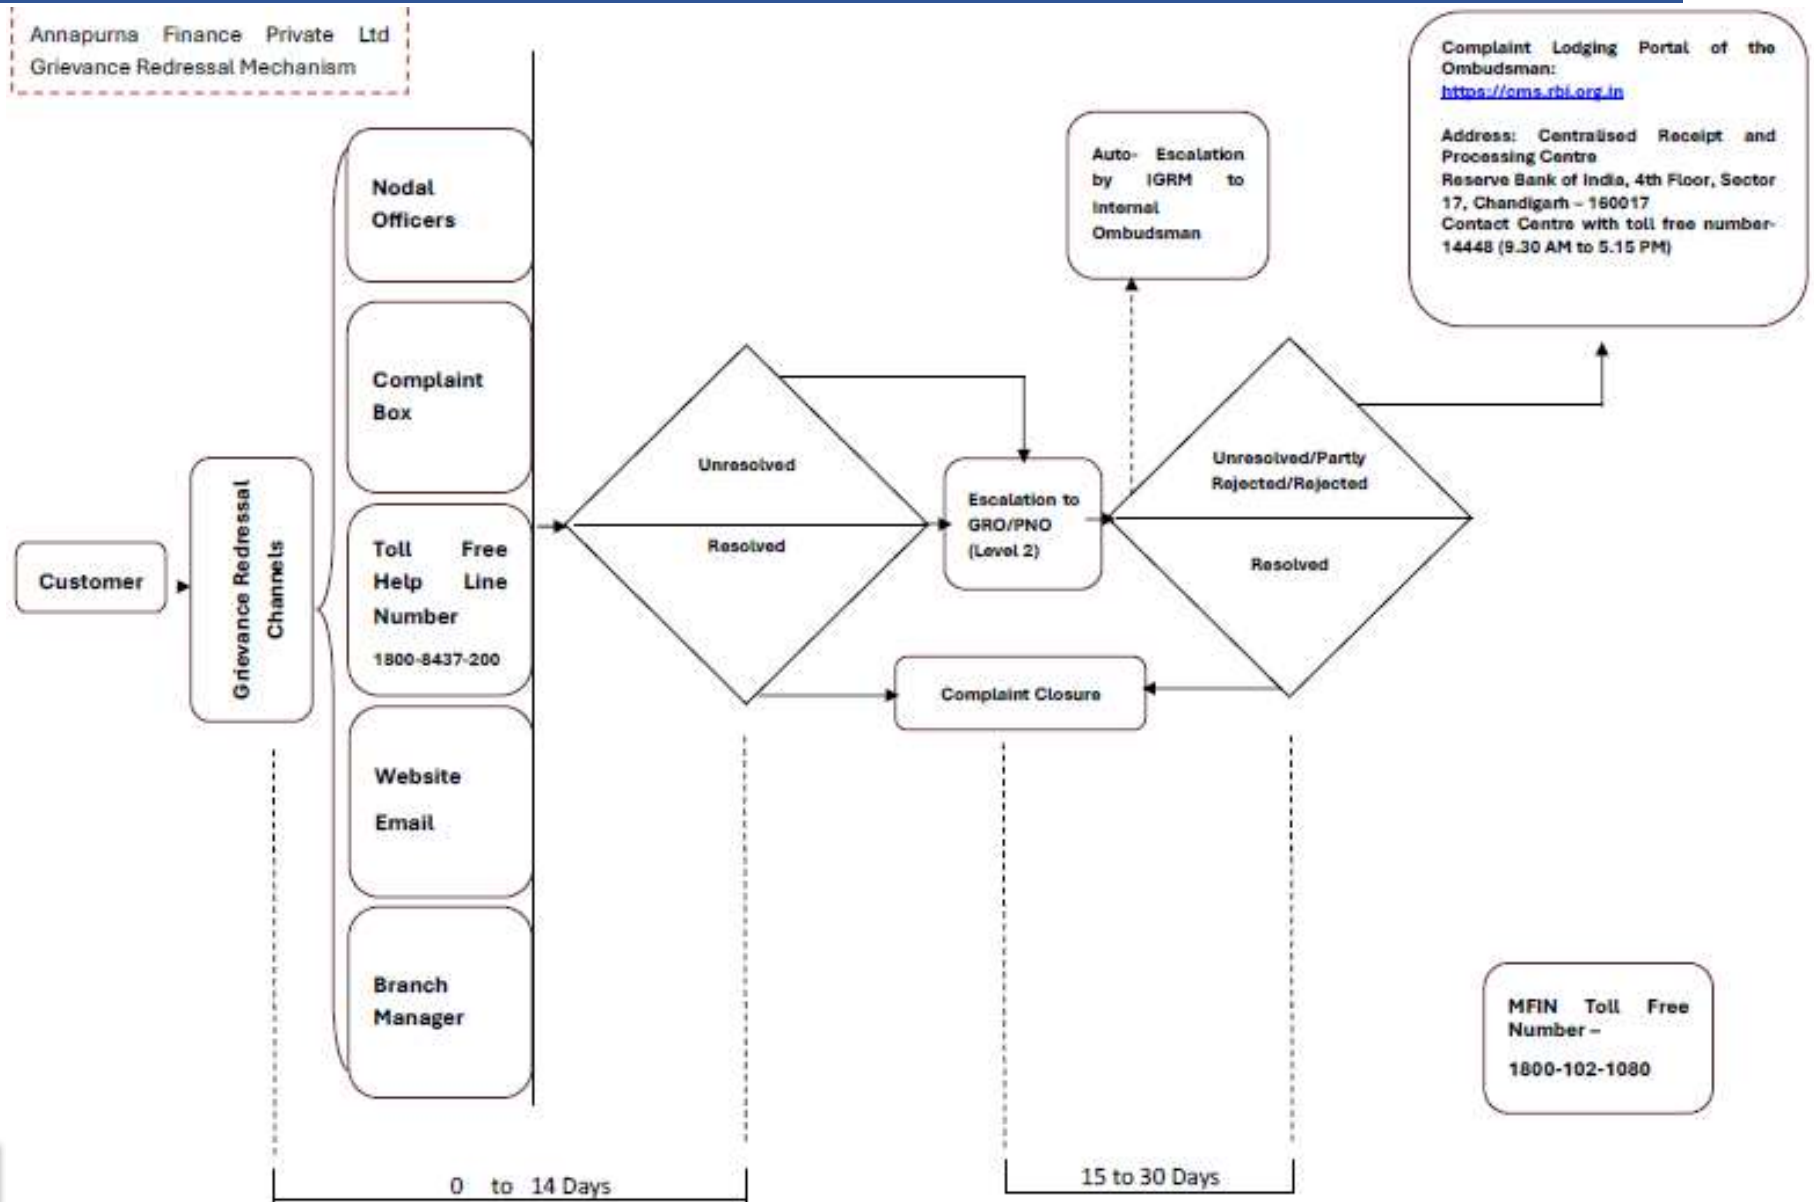 Annapurna Finance Private Ltd
Grievance Redressal Mechanism
Customer
Grievance Redressal
Channels
Nodal
Officers
Complaint
Box
Toll Free
Help Line
Number
1800-8437-200
Website
Email
Branch
Manager
Unresolved
Resolved
Escalation to
GRO/PNO
(Level 2)
Complaint Closure
Auto- Escalation
by IGRM to
Internal
Ombudsman
Unresolved/Partly
Rejected/Rejected
Resolved
Complaint Lodging Portal of the
Ombudsman:
https://cms.rbi.org.in
Address: Centralised Receipt and
Processing Centre
Reserve Bank of India, 4th Floor, Sector
17, Chandigarh – 160017
Contact Centre with toll free number-
14448 (9.30 AM to 5.15 PM)
MFIN Toll Free
Number –
1800-102-1080
0 to 14 Days
15 to 30 Days